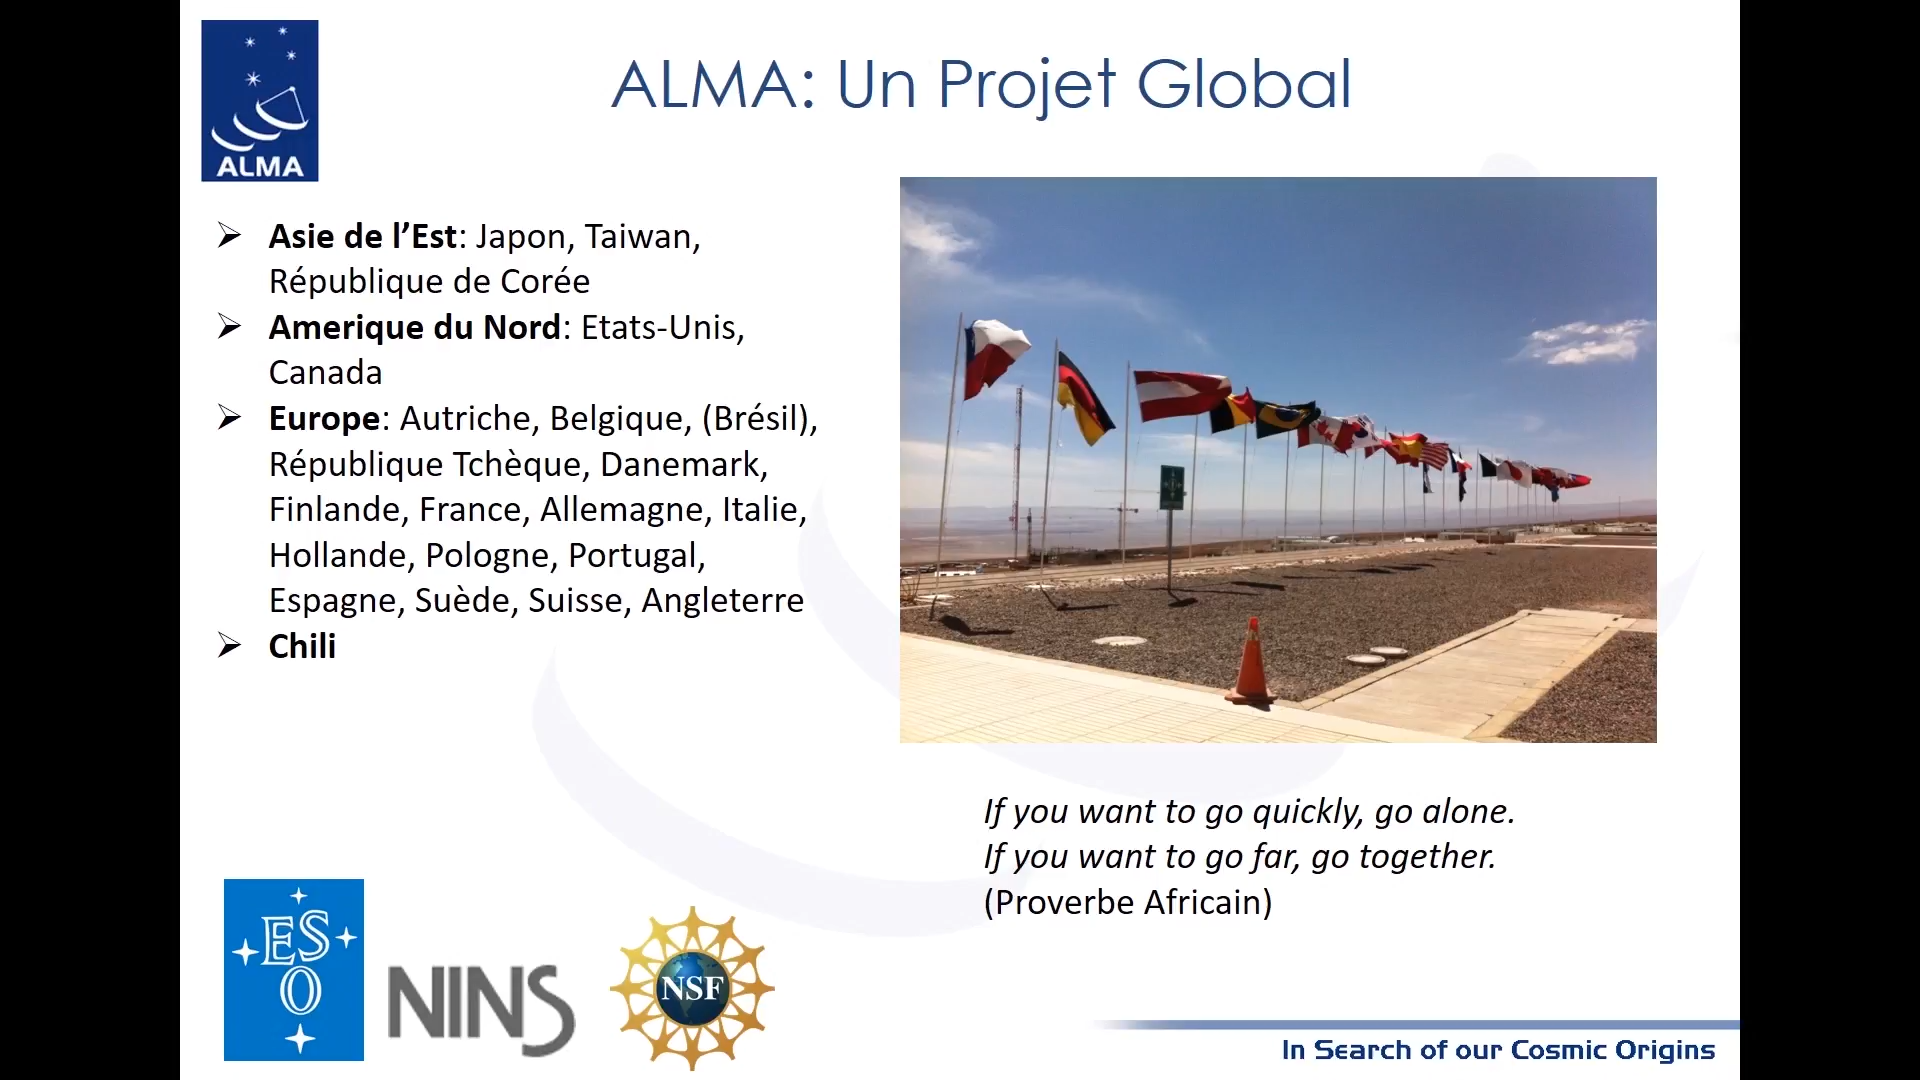 ALMA
ALMA: Un Projet Global
Asie de l’Est: Japon, Taiwan,
République de Corée
Amerique du Nord: Etats-Unis,
Canada
Europe: Autriche, Belgique, (Brésil),
République Tchèque, Danemark,
Finlande, France, Allemagne, Italie,
Hollande, Pologne, Portugal,
Espagne, Suède, Suisse, Angleterre
Chili
If you want to go quickly, go alone.
If you want to go far, go together.
(Proverbe Africain)
ESO
NINS
NSF
In Search of our Cosmic Origins